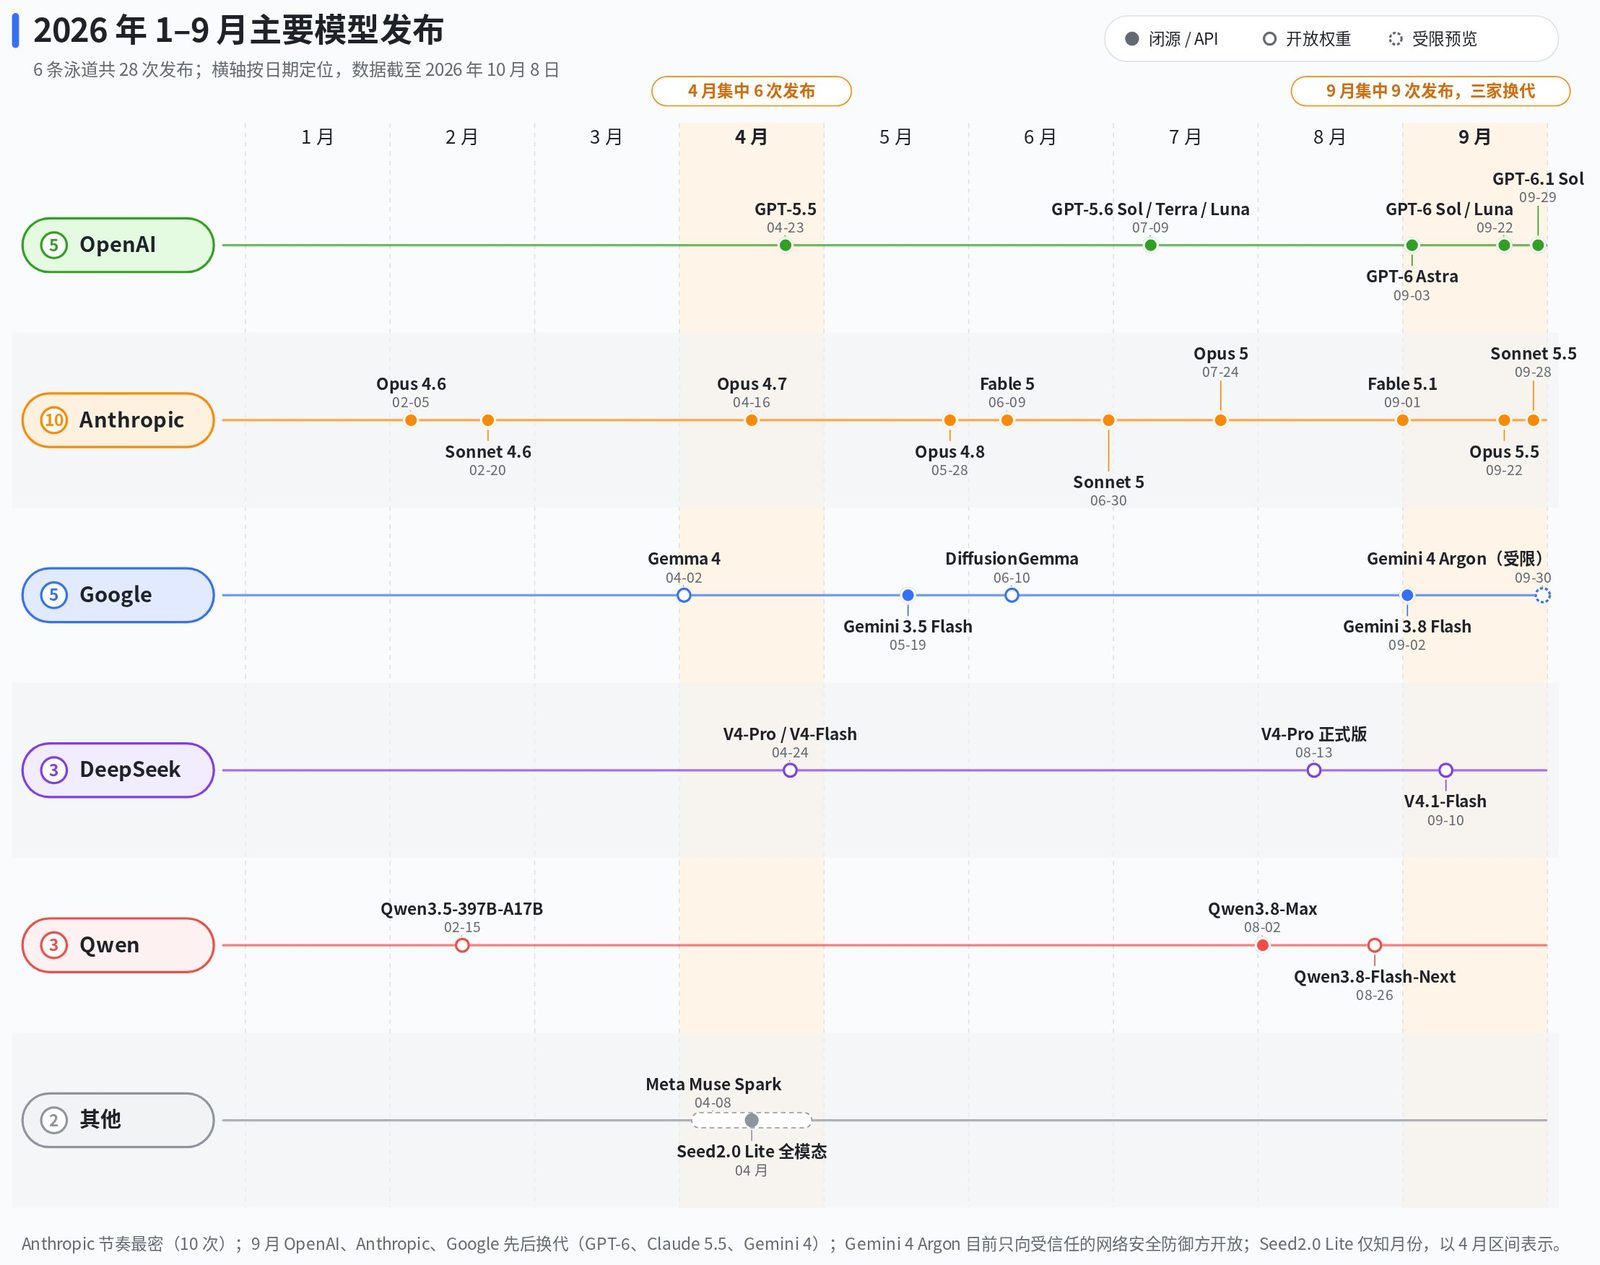 2026 年 1–9 月主要模型发布
6 条泳道共 28 次发布；横轴按日期定位，数据截至 2026 年 10 月 8 日
闭源 / API
开放权重
受限预览
4 月集中 6 次发布
9 月集中 9 次发布，三家换代
1 月
2 月
3 月
4 月
5 月
6 月
7 月
8 月
9 月
5 OpenAI
GPT-5.5
04-23
GPT-5.6 Sol / Terra / Luna
07-09
GPT-6 Astra
09-03
GPT-6 Sol / Luna
09-22
GPT-6.1 Sol
09-29
10 Anthropic
Opus 4.6
02-05
Sonnet 4.6
02-20
Opus 4.7
04-16
Opus 4.8
05-28
Fable 5
06-09
Sonnet 5
06-30
Opus 5
07-24
Fable 5.1
09-01
Opus 5.5
09-22
Sonnet 5.5
09-28
5 Google
Gemma 4
04-02
Gemini 3.5 Flash
05-19
DiffusionGemma
06-10
Gemini 3.8 Flash
09-02
Gemini 4 Argon（受限）
09-30
3 DeepSeek
V4-Pro / V4-Flash
04-24
V4-Pro 正式版
08-13
V4.1-Flash
09-10
3 Qwen
Qwen3.5-397B-A17B
02-15
Qwen3.8-Max
08-02
Qwen3.8-Flash-Next
08-26
2 其他
Meta Muse Spark
04-08
Seed2.0 Lite 全模态
04 月
Anthropic 节奏最密（10 次）；9 月 OpenAI、Anthropic、Google 先后换代（GPT-6、Claude 5.5、Gemini 4）；Gemini 4 Argon 目前只向受信任的网络安全防御方开放；Seed2.0 Lite 仅知月份，以 4 月区间表示。